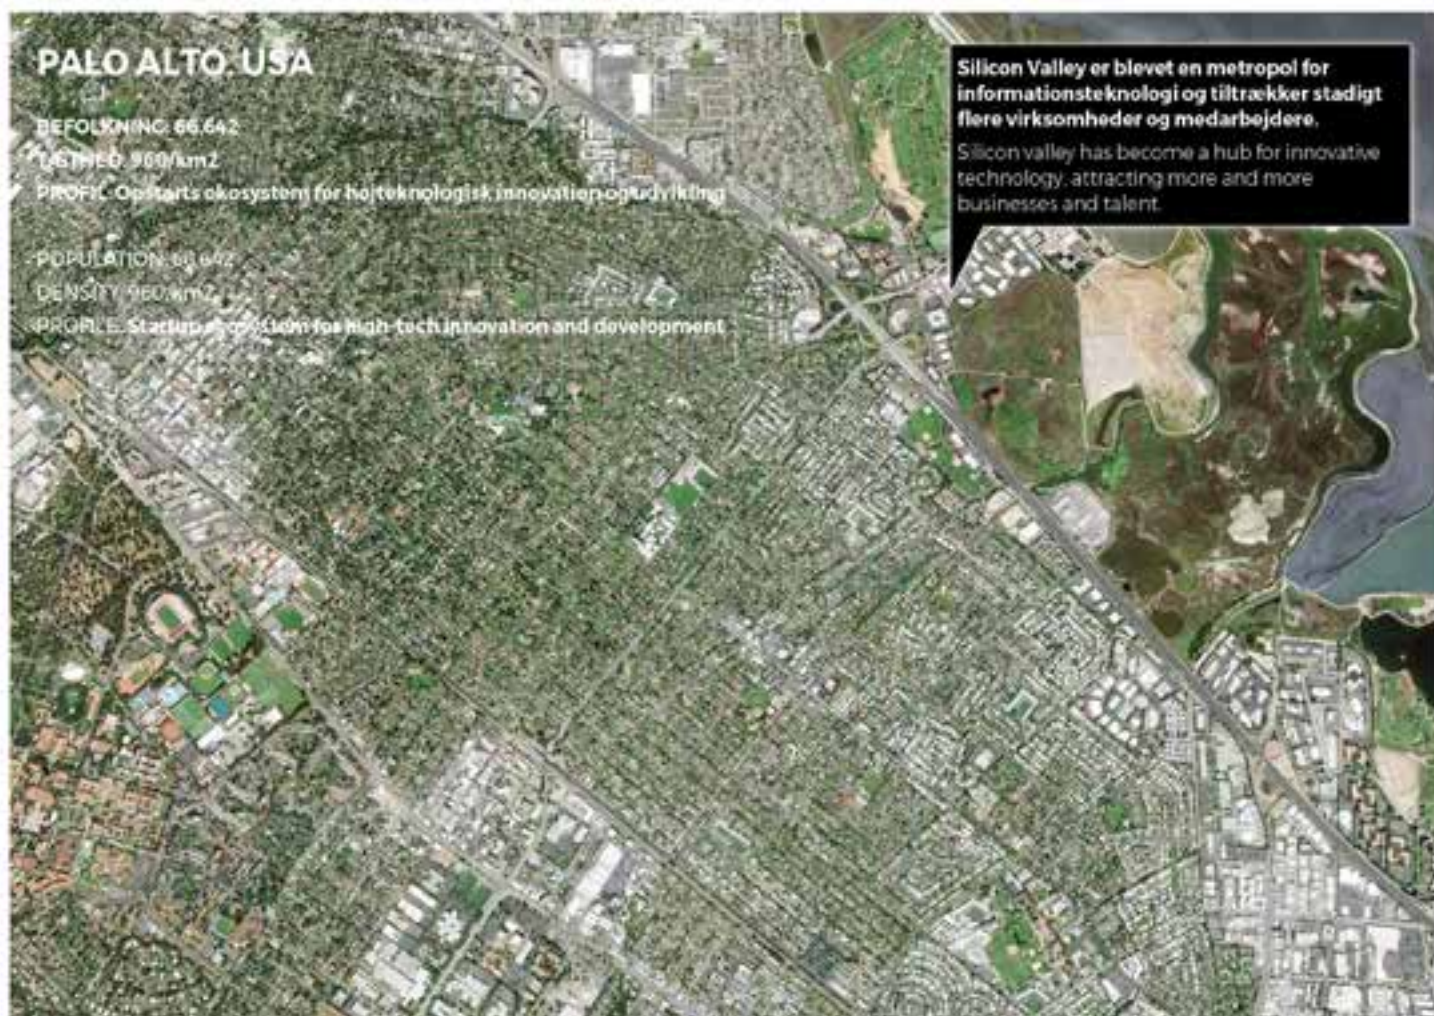 PALO ALTO. USA
BEFOLKNING: 66.642
TÆTHED: 960/km2
PROFIL: Opstarts økosystem for højteknologisk innovation og udvikling
POPULATION: 66.642
DENSITY: 960/km2
PROFILE: Startup ecosystem for high-tech innovation and development
Silicon Valley er blevet en metropol for
informationsteknologi og tiltrækker stadigt
flere virksomheder og medarbejdere.
Silicon valley has become a hub for innovative
technology, attracting more and more
businesses and talent.